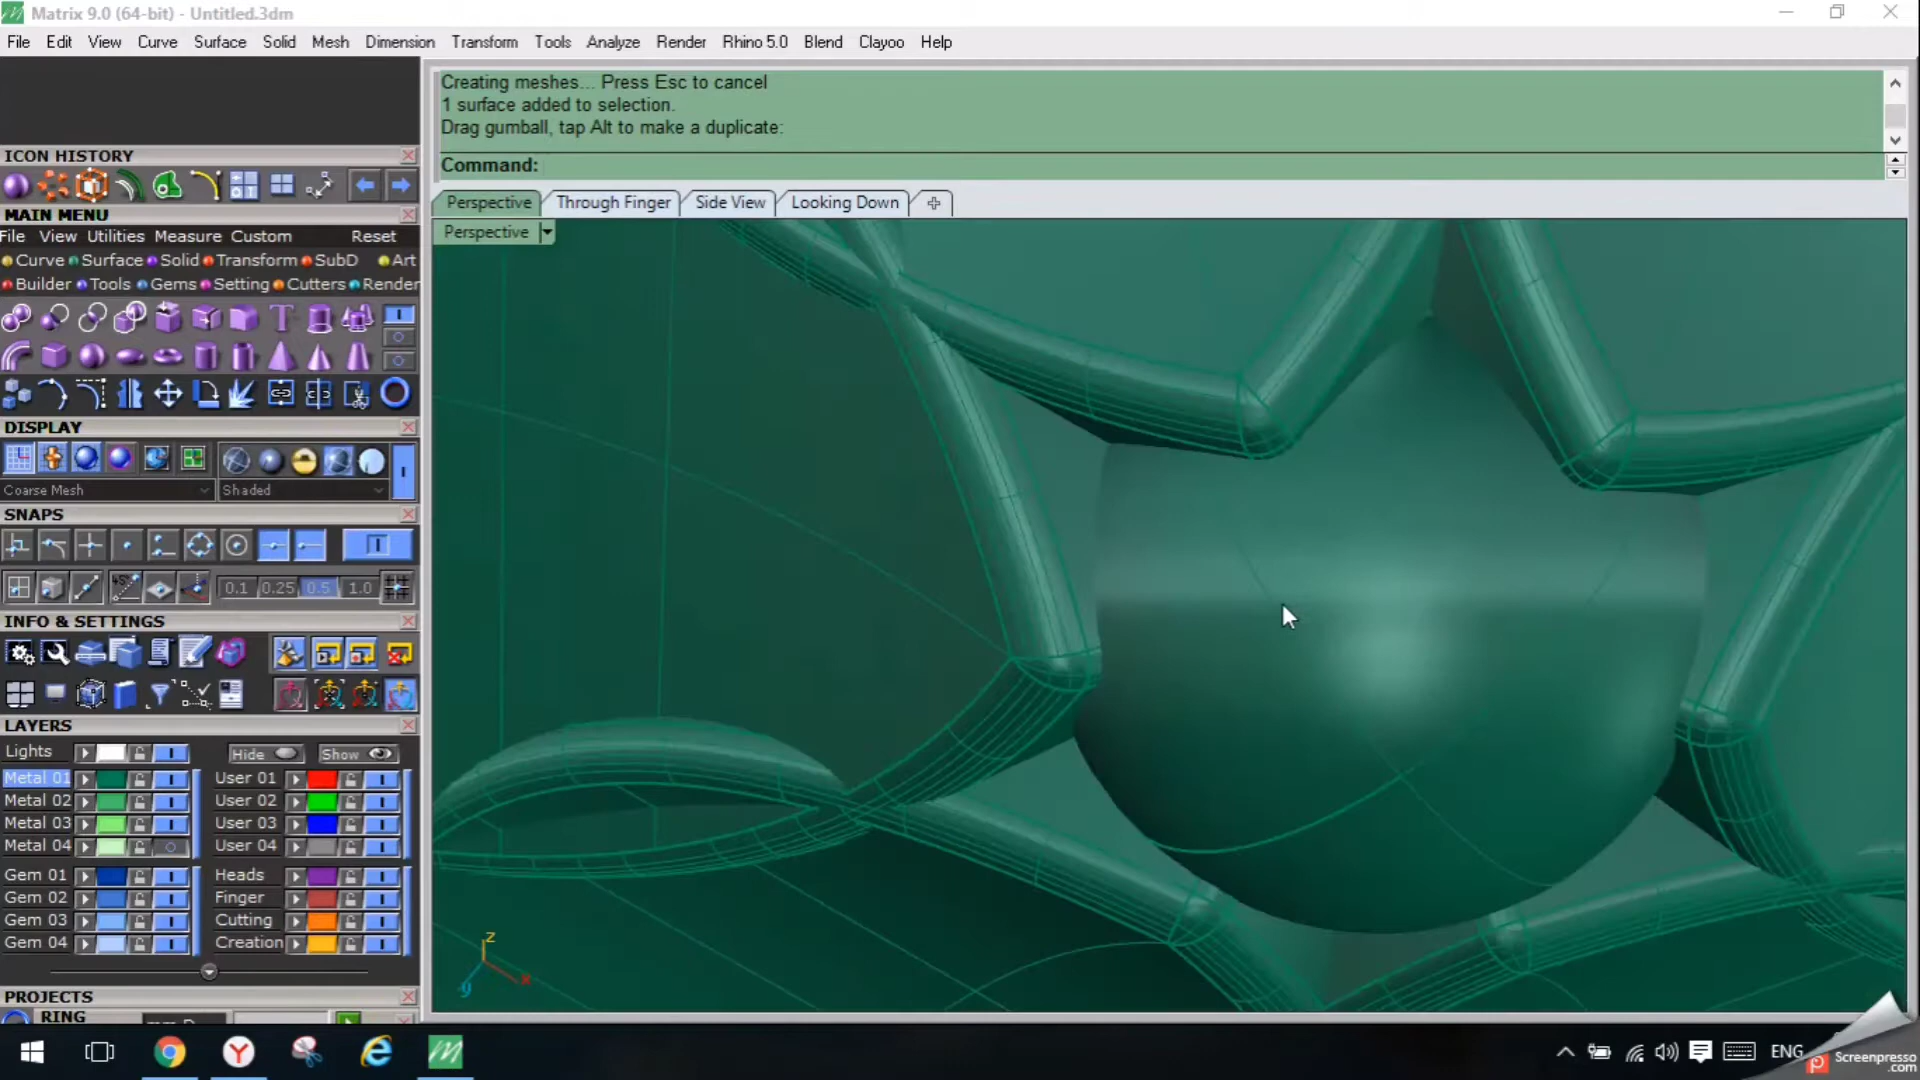 Matrix 9.0 (64-bit) - Untitled.3dm
File Edit View Curve Surface Solid Mesh Dimension Transform Tools Analyze Render Rhino 5.0 Blend Clayoo Help
Creating meshes... Press Esc to cancel
1 surface added to selection.
Drag gumball, tap Alt to make a duplicate:
Command:
Perspective Through Finger Side View Looking Down
Perspective
ICON HISTORY
MAIN MENU
File View Utilities Measure Custom Reset
Curve Surface Solid Transform SubD Art
Builder Tools Gems Setting Cutters Render
DISPLAY
Coarse Mesh Shaded
SNAPS
45°
0.1 0.25 0.5 1.0
INFO & SETTINGS
LAYERS
Lights Hide Show
Metal 01 User 01
Metal 02 User 02
Metal 03 User 03
Metal 04 User 04
Gem 01 Heads
Gem 02 Finger
Gem 03 Cutting
Gem 04 Creation
PROJECTS
RING
z
x
y
ENG
Screenpresso
.com